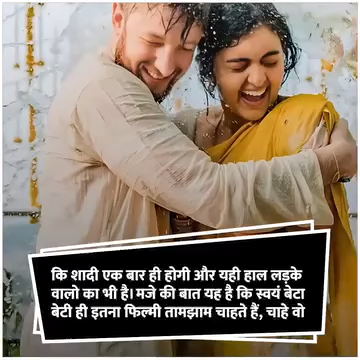 कि शादी एक बार ही होगी और यही हाल लड़के
वालो का भी है। मजे की बात यह है कि स्वयं बेटा
बेटी ही इतना फिल्मी तामझाम चाहते हैं, चाहे वो